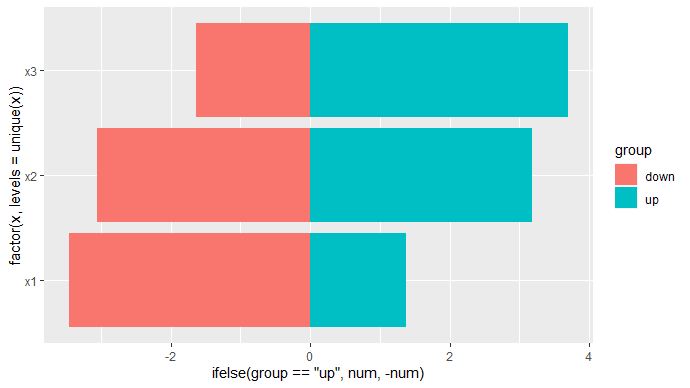 factor(x, levels = unique(x))
x3
x2
x1
-2
0
2
4
ifelse(group == "up", num, -num)
group
down
up